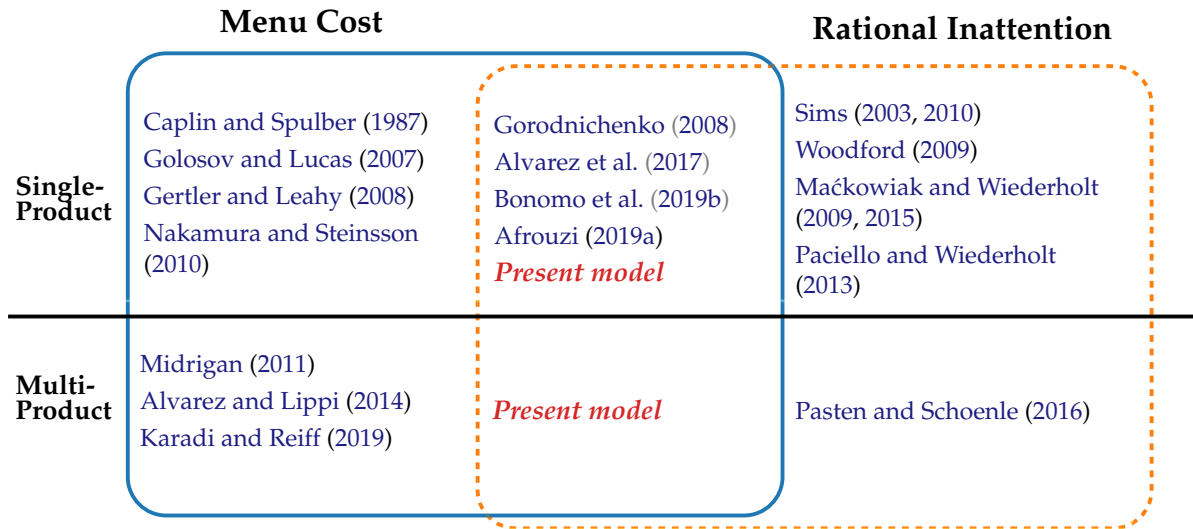 Menu Cost
Rational Inattention
Single-
Product
Caplin and Spulber (1987)
Golosov and Lucas (2007)
Gertler and Leahy (2008)
Nakamura and Steinsson
(2010)
Gorodnichenko (2008)
Alvarez et al. (2017)
Bonomo et al. (2019b)
Afrouzi (2019a)
Present model
Sims (2003, 2010)
Woodford (2009)
Maćkowiak and Wiederholt
(2009, 2015)
Paciello and Wiederholt
(2013)
Multi-
Product
Midrigan (2011)
Alvarez and Lippi (2014)
Karadi and Reiff (2019)
Present model
Pasten and Schoenle (2016)